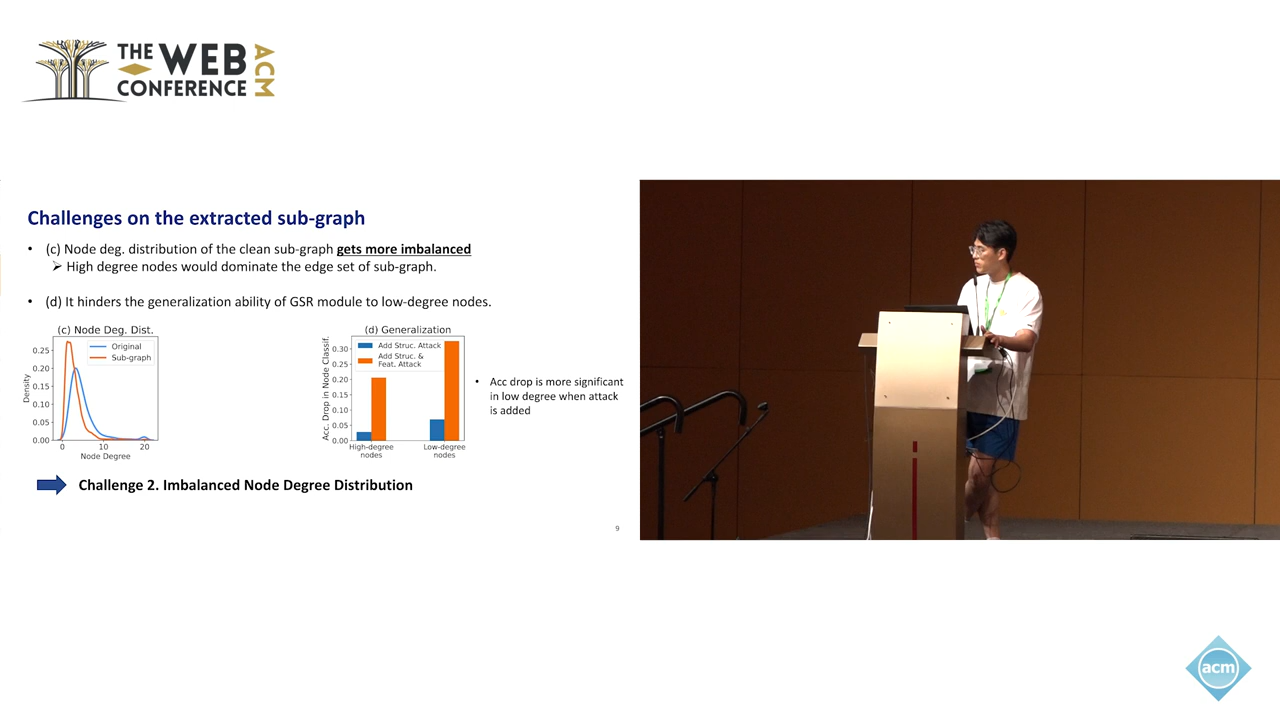 THE WEB
CONFERENCE
ACM
Challenges on the extracted sub-graph
• (c) Node deg. distribution of the clean sub-graph gets more imbalanced
➢ High degree nodes would dominate the edge set of sub-graph.
• (d) It hinders the generalization ability of GSR module to low-degree nodes.
(c) Node Deg. Dist.
Original
Sub-graph
Density
0.25
0.20
0.15
0.10
0.05
0.00
0 10 20
Node Degree
(d) Generalization
Add Struc. Attack
Add Struc. &
Feat. Attack
Acc. Drop in Node Classif.
0.30
0.25
0.20
0.15
0.10
0.05
0.00
High-degree
nodes
Low-degree
nodes
• Acc drop is more significant
in low degree when attack
is added
Challenge 2. Imbalanced Node Degree Distribution
9
acm